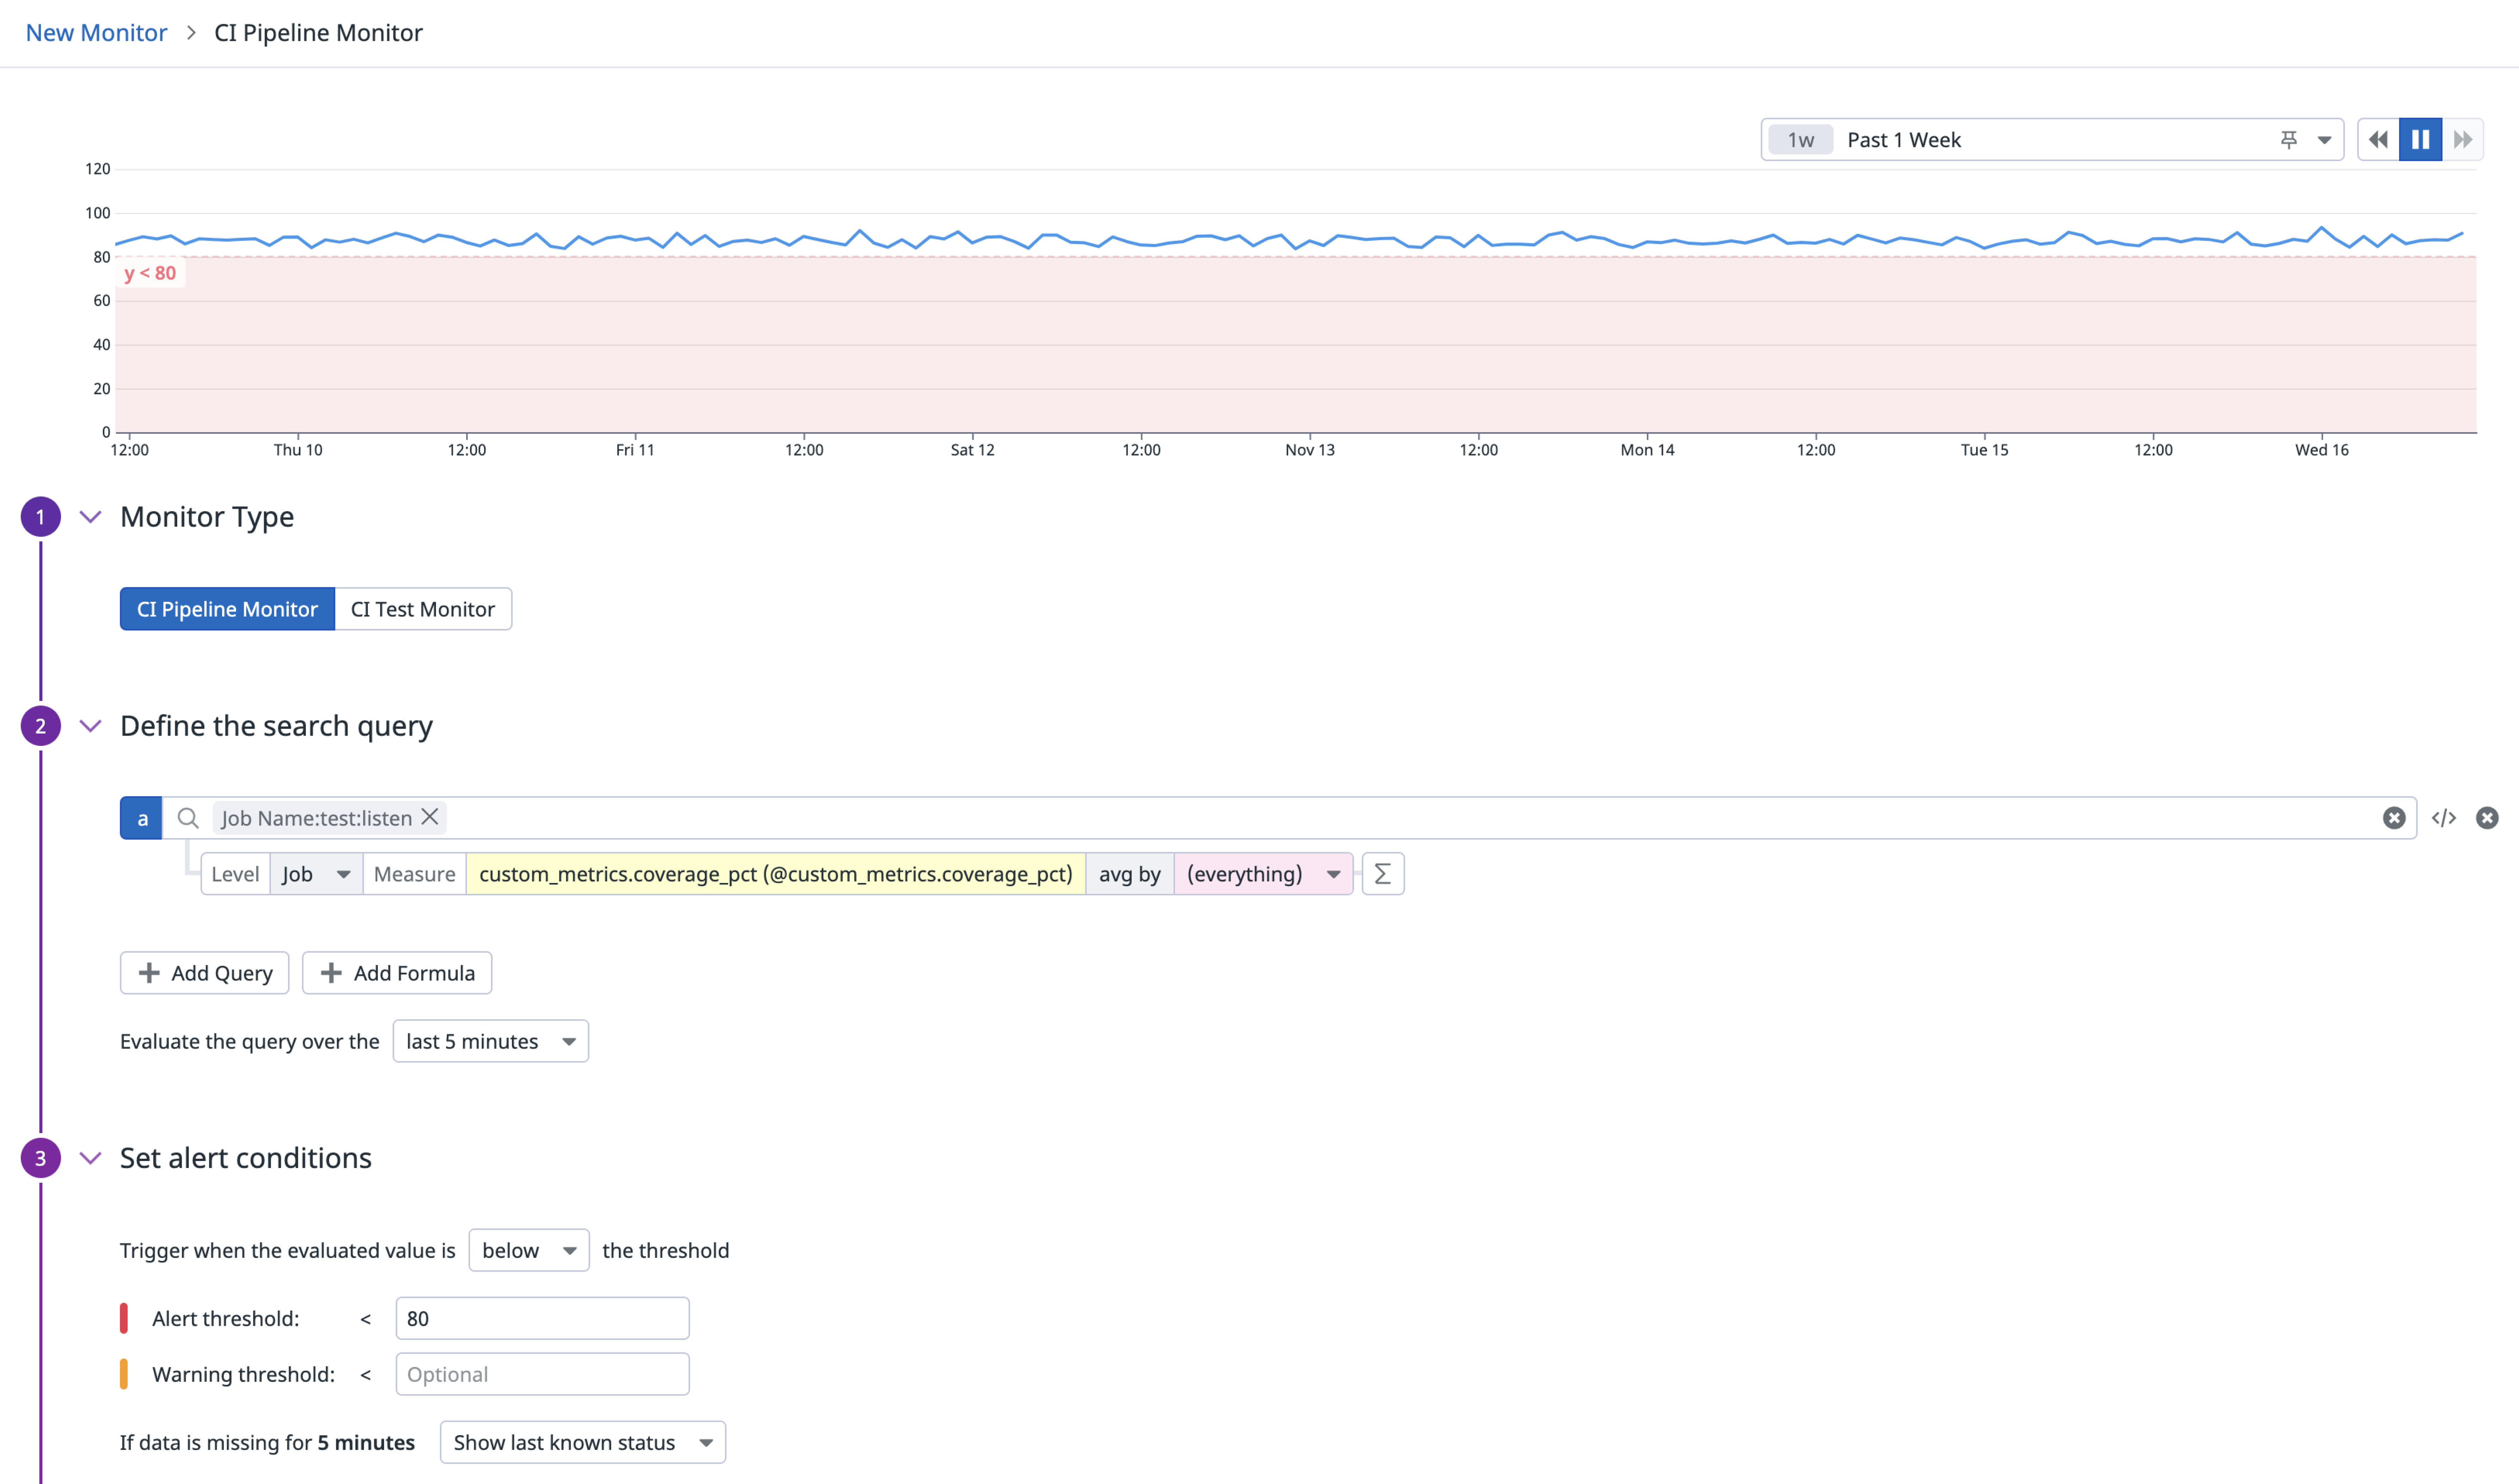 New Monitor > CI Pipeline Monitor
1w Past 1 Week
120
100
80
y < 80
60
40
20
0
12:00 Thu 10 12:00 Fri 11 12:00 Sat 12 12:00 Nov 13 12:00 Mon 14 12:00 Tue 15 12:00 Wed 16
1 Monitor Type
CI Pipeline Monitor CI Test Monitor
2 Define the search query
a Job Name:test:listen
Level Job Measure custom_metrics.coverage_pct (@custom_metrics.coverage_pct) avg by (everything) Σ
Add Query Add Formula
Evaluate the query over the last 5 minutes
3 Set alert conditions
Trigger when the evaluated value is below the threshold
Alert threshold: < 80
Warning threshold: < Optional
If data is missing for 5 minutes Show last known status